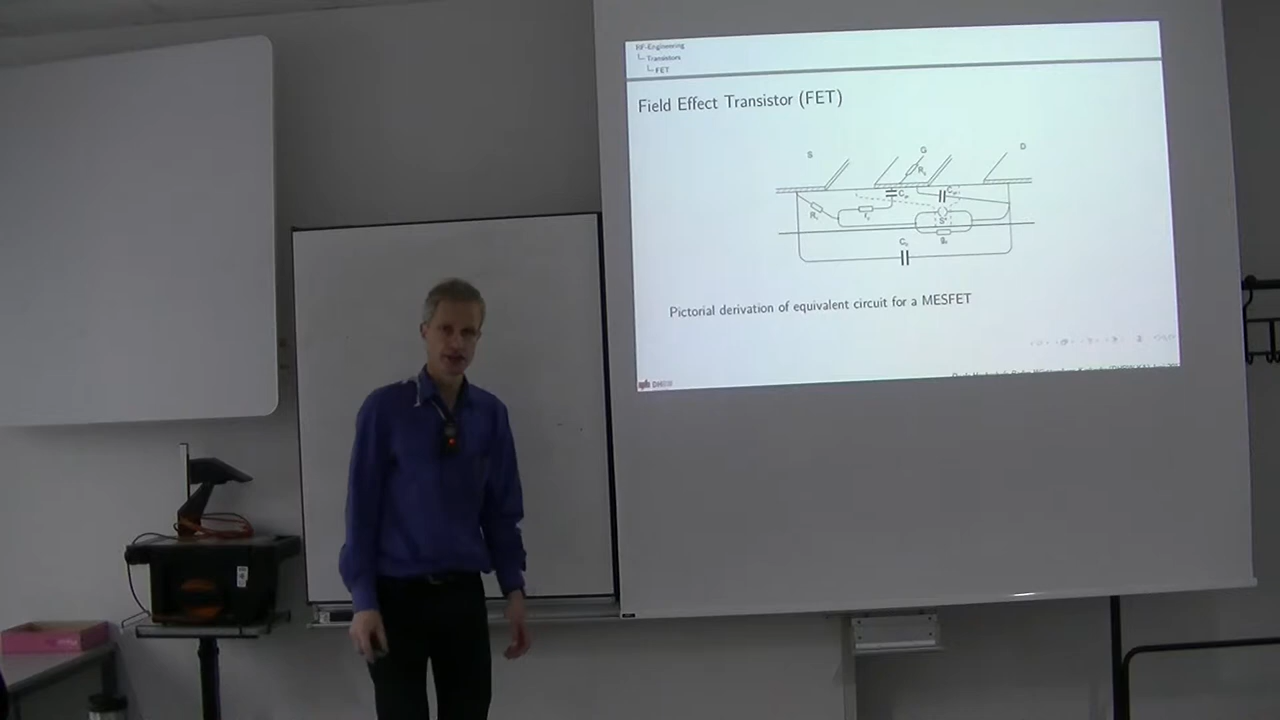 RF-Engineering
Transistors
FET
Field Effect Transistor (FET)
S
G
D
Pictorial derivation of equivalent circuit for a MESFET